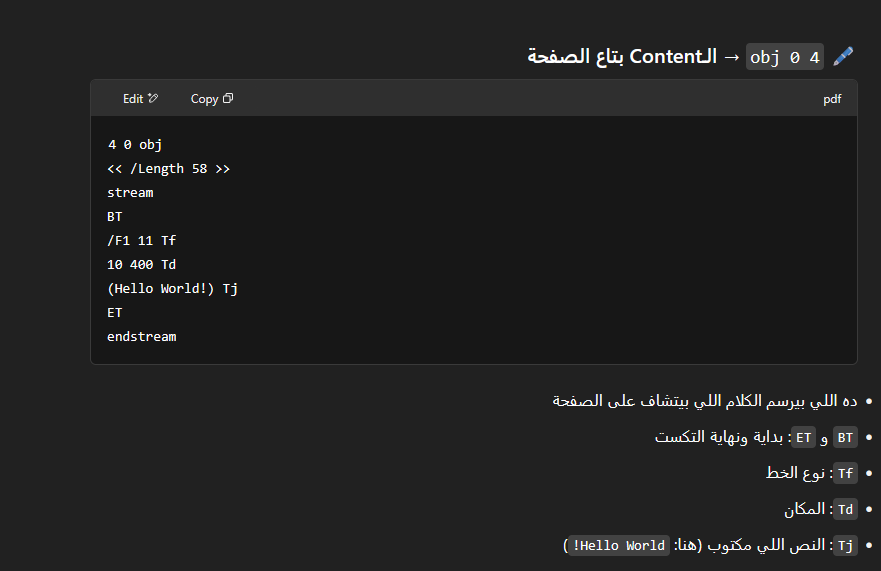 🖊️ 4 0 obj → الـContent بتاع الصفحة
pdf Copy Edit
4 0 obj
<< /Length 58 >>
stream
BT
/F1 11 Tf
10 400 Td
(Hello World!) Tj
ET
endstream
• ده اللي بيرسم الكلام اللي بيتشاف على الصفحة
• BT و ET: بداية ونهاية التكست
• Tf: نوع الخط
• Td: المكان
• Tj: النص اللي مكتوب (هنا: Hello World!)